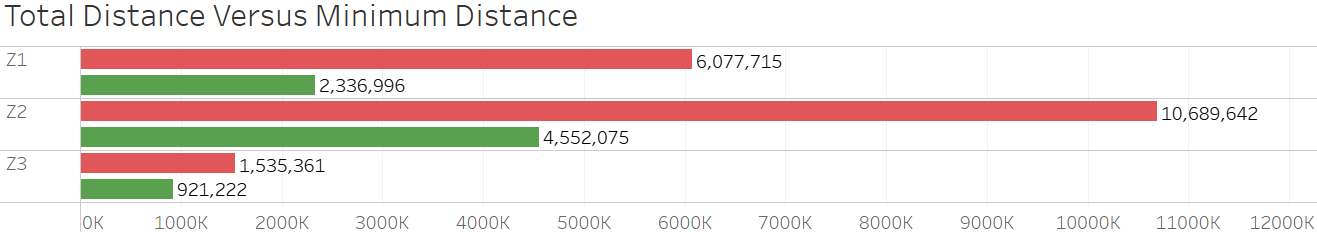 Total Distance Versus Minimum Distance
Z1
6,077,715
2,336,996
Z2
10,689,642
4,552,075
Z3
1,535,361
921,222
0K 1000K 2000K 3000K 4000K 5000K 6000K 7000K 8000K 9000K 10000K 11000K 12000K